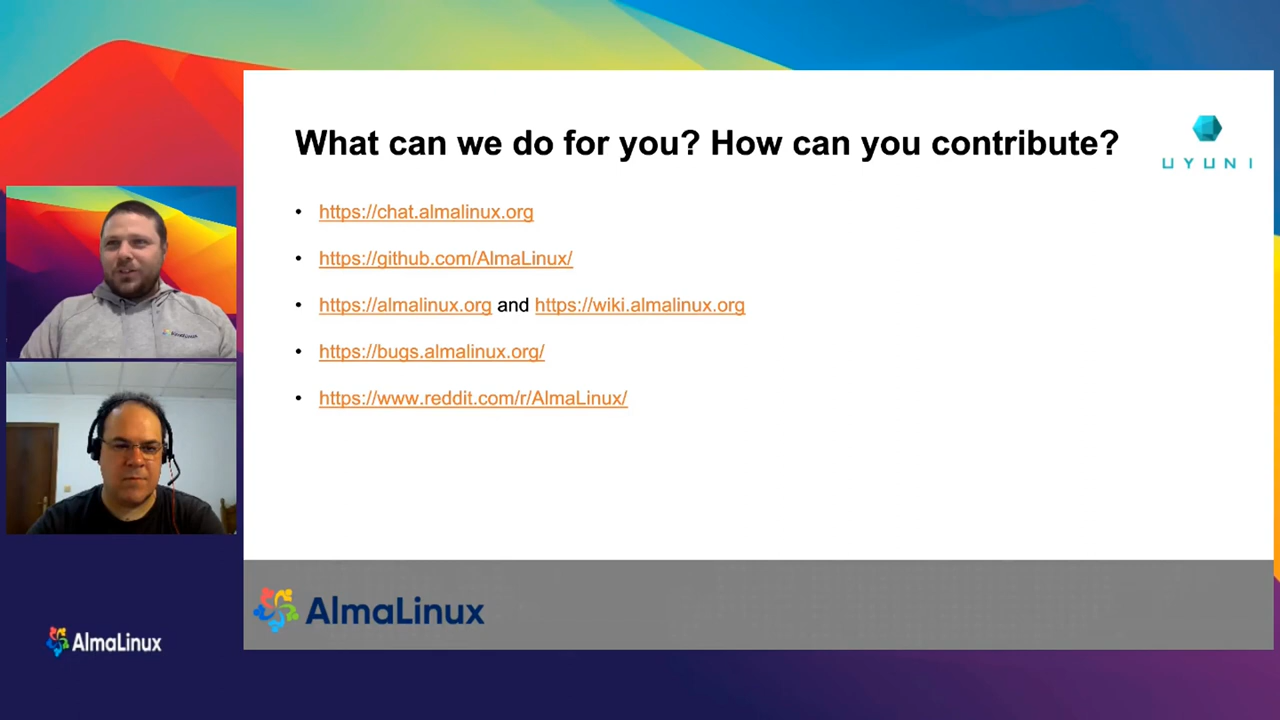 What can we do for you? How can you contribute?
UYUNI
• https://chat.almalinux.org
• https://github.com/AlmaLinux/
• https://almalinux.org and https://wiki.almalinux.org
• https://bugs.almalinux.org/
• https://www.reddit.com/r/AlmaLinux/
AlmaLinux
AlmaLinux
AlmaLinux